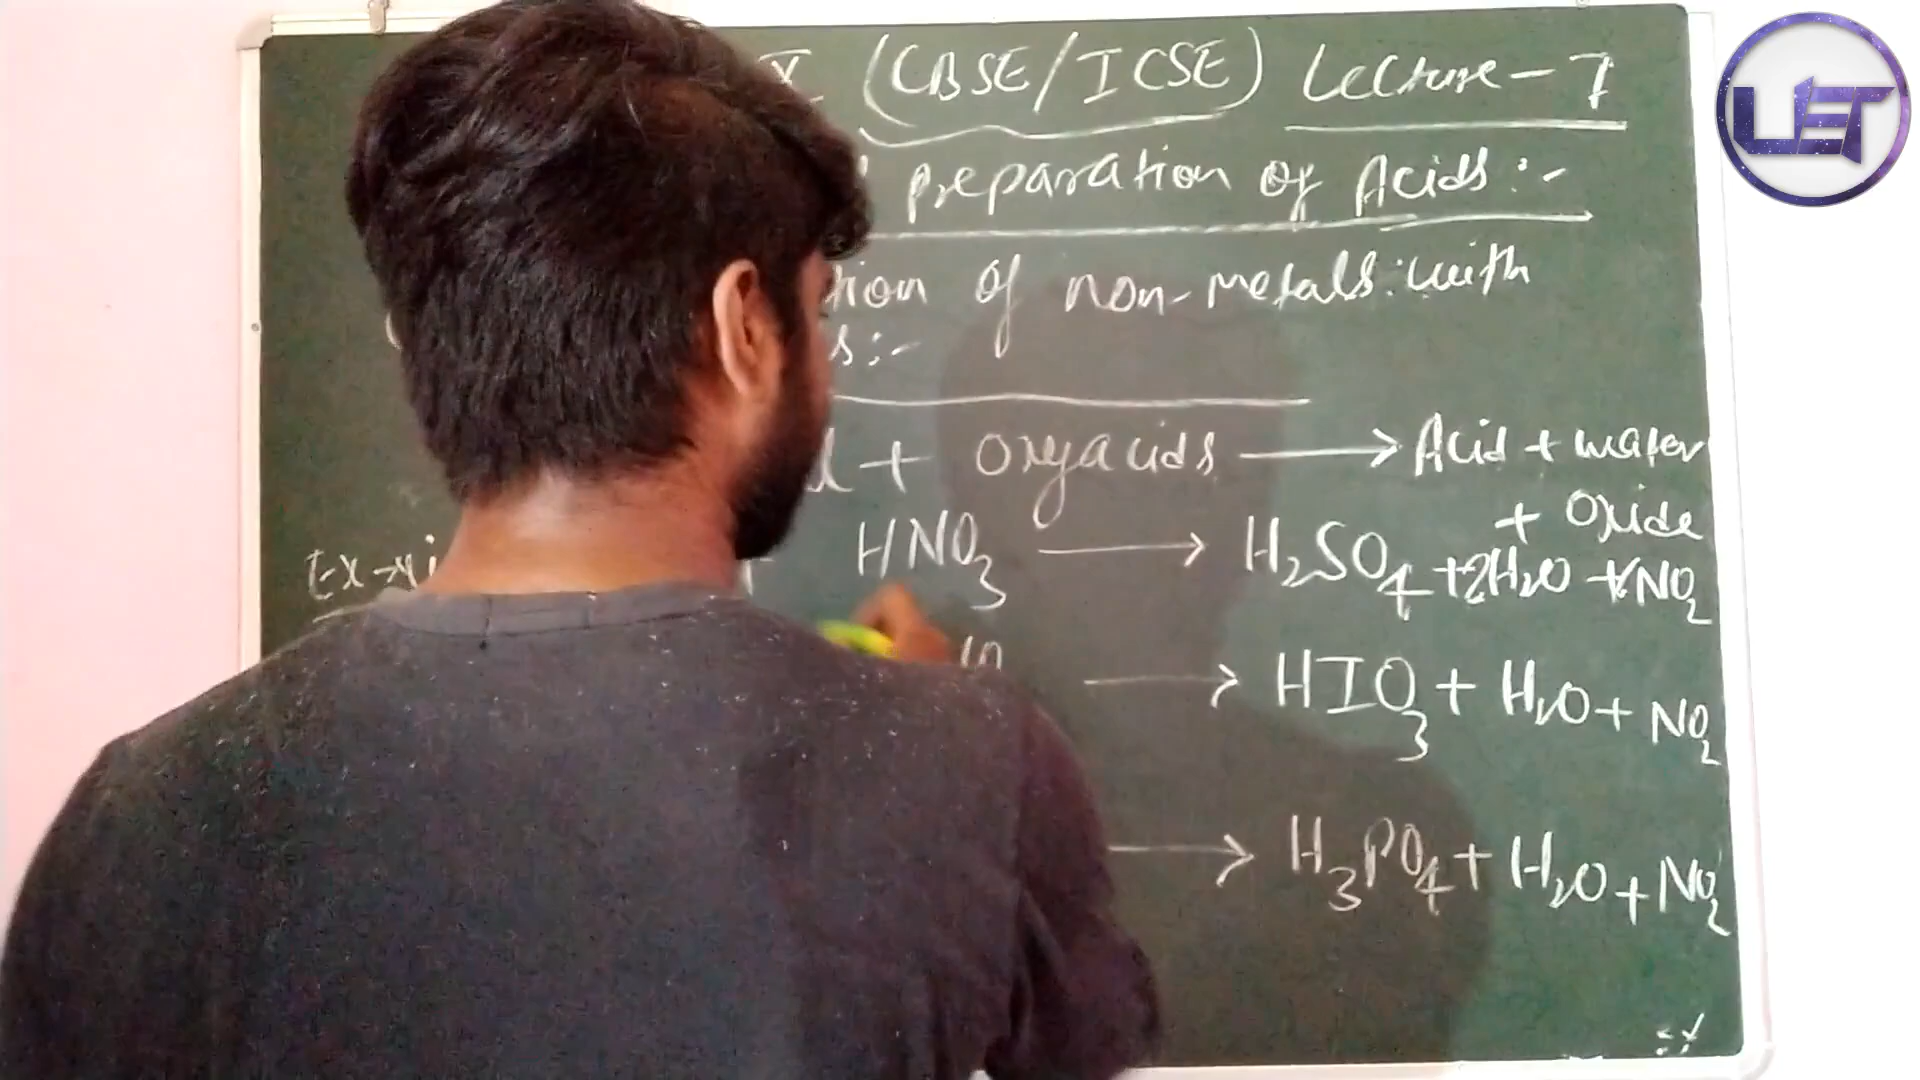 X (CBSE/ICSE) Lecture-7
preparation of Acids:-
tion of non-metals: with
s:-
+ oxyacids → Acid + water
+ oxide
Ex →
HNO3 → H2SO4 + 2H2O + NO2
→ HIO3 + H2O + NO2
→ H3PO4 + H2O + NO2
UET